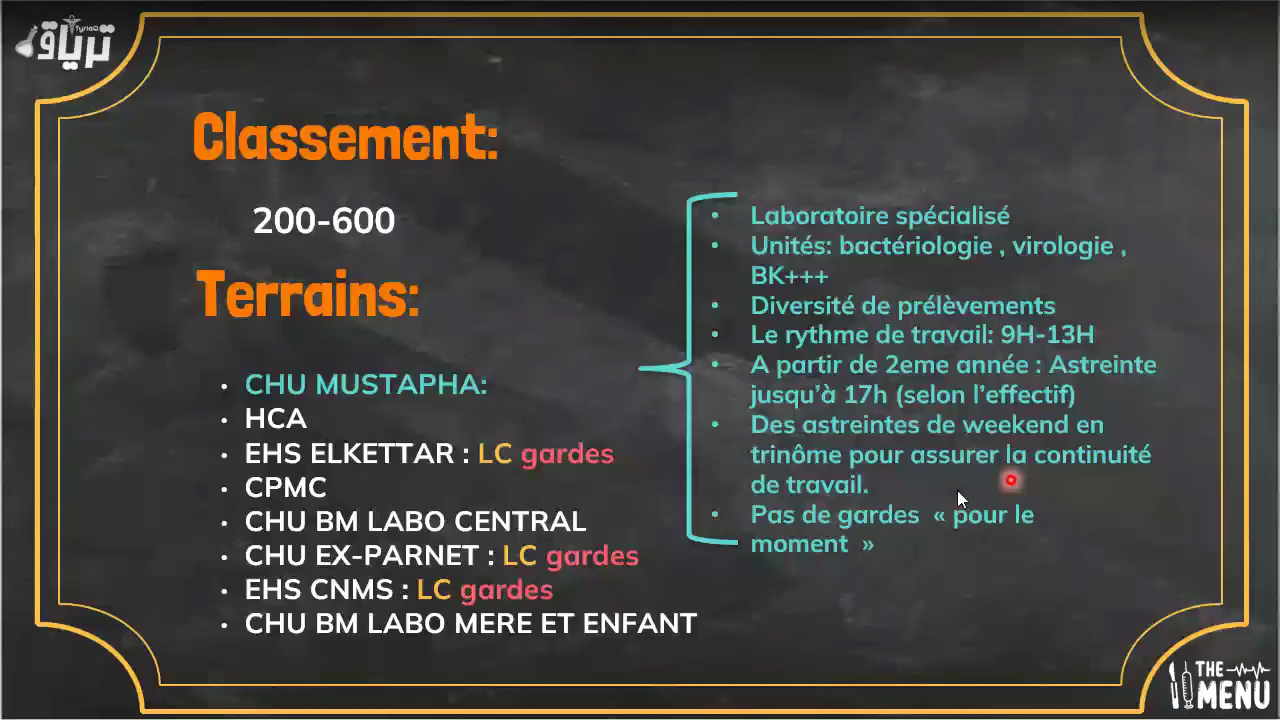 ترياق
TyriaQ
Classement:
200-600
Terrains:
• CHU MUSTAPHA:
• HCA
• EHS ELKETTAR : LC gardes
• CPMC
• CHU BM LABO CENTRAL
• CHU EX-PARNET : LC gardes
• EHS CNMS : LC gardes
• CHU BM LABO MERE ET ENFANT
• Laboratoire spécialisé
• Unités: bactériologie , virologie ,
BK+++
• Diversité de prélèvements
• Le rythme de travail: 9H-13H
• A partir de 2eme année : Astreinte
jusqu’à 17h (selon l’effectif)
• Des astreintes de weekend en
trinôme pour assurer la continuité
de travail.
• Pas de gardes « pour le
moment »
THE
MENU